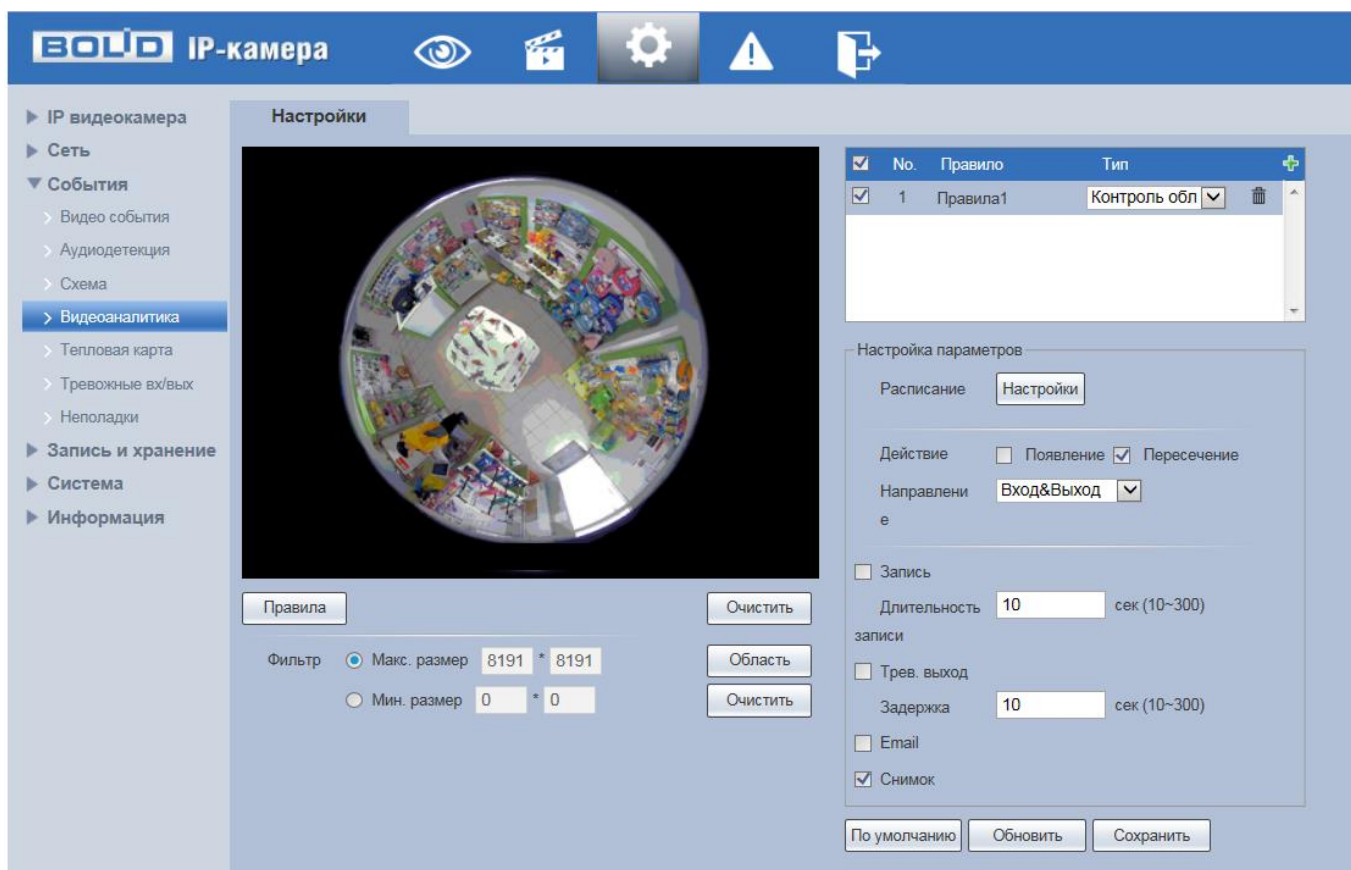 BOLID IP-камера
IP видеокамера
Сеть
События
Видео события
Аудиодетекция
Схема
Видеоаналитика
Тепловая карта
Тревожные вх/вых
Неполадки
Запись и хранение
Система
Информация
Настройки
Правила
Очистить
Фильтр Макс. размер 8191 * 8191 Область
Мин. размер 0 * 0 Очистить
No. Правило Тип
1 Правила1 Контроль обл
Настройка параметров
Расписание Настройки
Действие Появление Пересечение
Направлени Вход&Выход
е
Запись
Длительность 10 сек (10~300)
записи
Трев. выход
Задержка 10 сек (10~300)
Email
Снимок
По умолчанию Обновить Сохранить